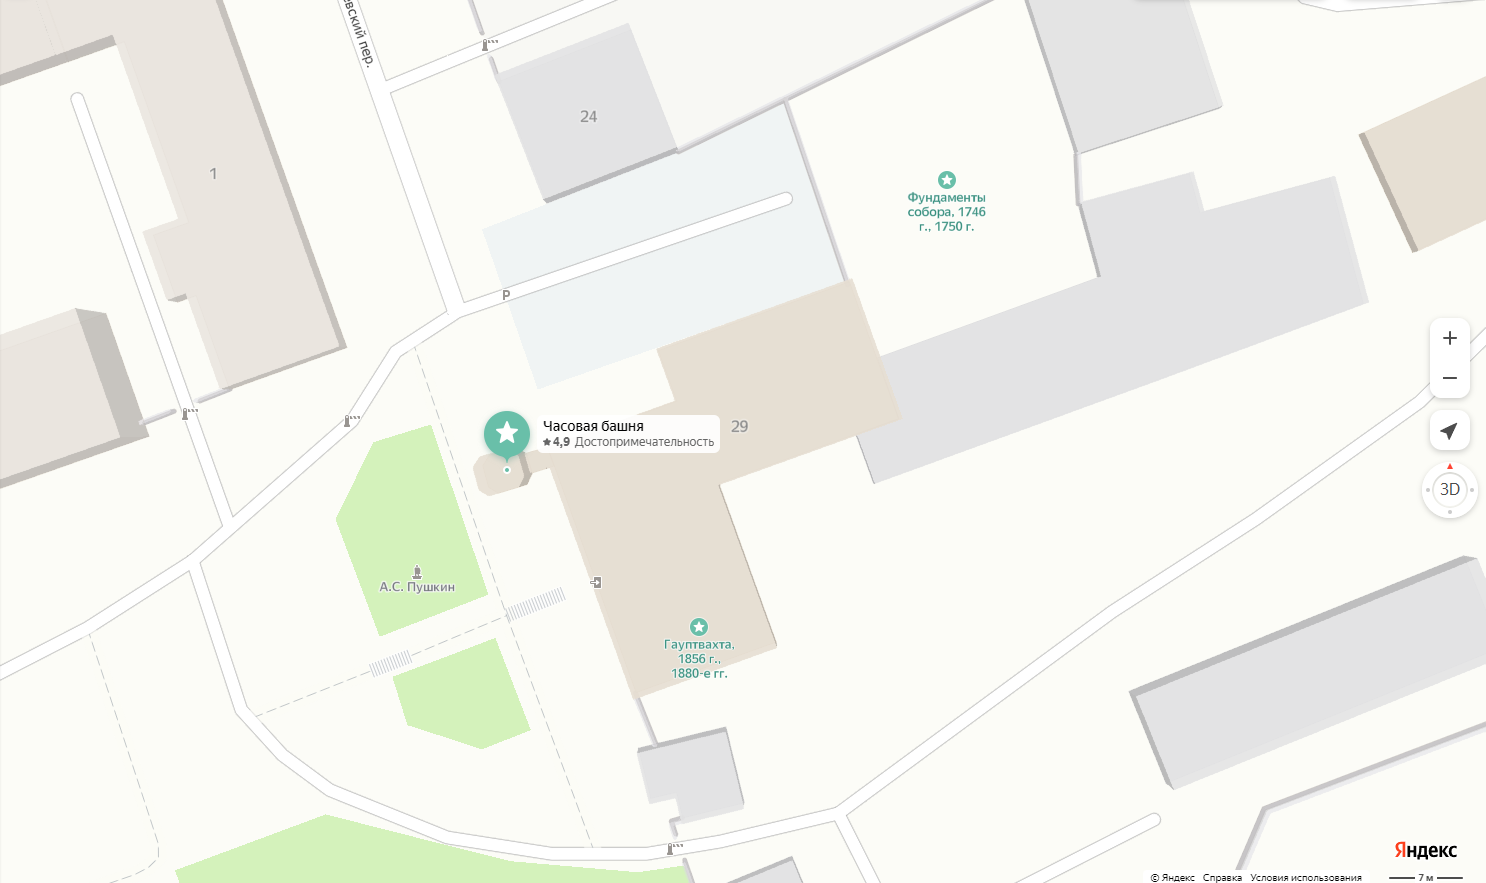 вский пер.
24
1
Фундаменты
собора, 1746
г., 1750 г.
P
Часовая башня
4,9 Достопримечательность
29
3D
А.С. Пушкин
Гауптвахта,
1856 г.,
1880-е гг.
Яндекс
© Яндекс Справка Условия использования
7 м